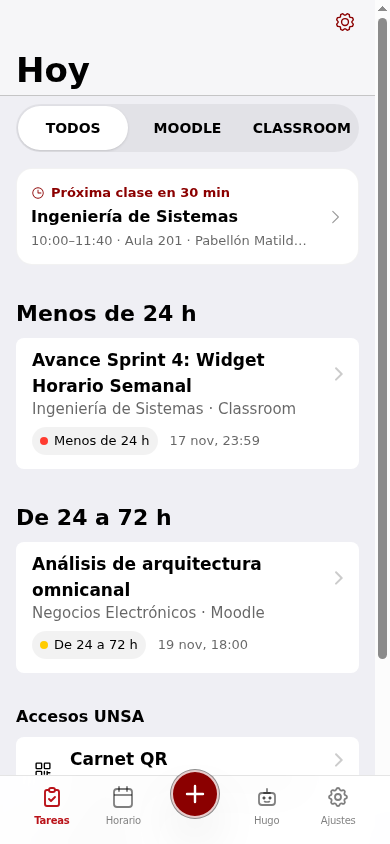 Hoy
TODOS
MOODLE
CLASSROOM
Próxima clase en 30 min
Ingeniería de Sistemas
10:00–11:40 · Aula 201 · Pabellón Matild…
Menos de 24 h
Avance Sprint 4: Widget
Horario Semanal
Ingeniería de Sistemas · Classroom
Menos de 24 h
17 nov, 23:59
De 24 a 72 h
Análisis de arquitectura
omnicanal
Negocios Electrónicos · Moodle
De 24 a 72 h
19 nov, 18:00
Accesos UNSA
Carnet QR
Tareas
Horario
Hugo
Ajustes